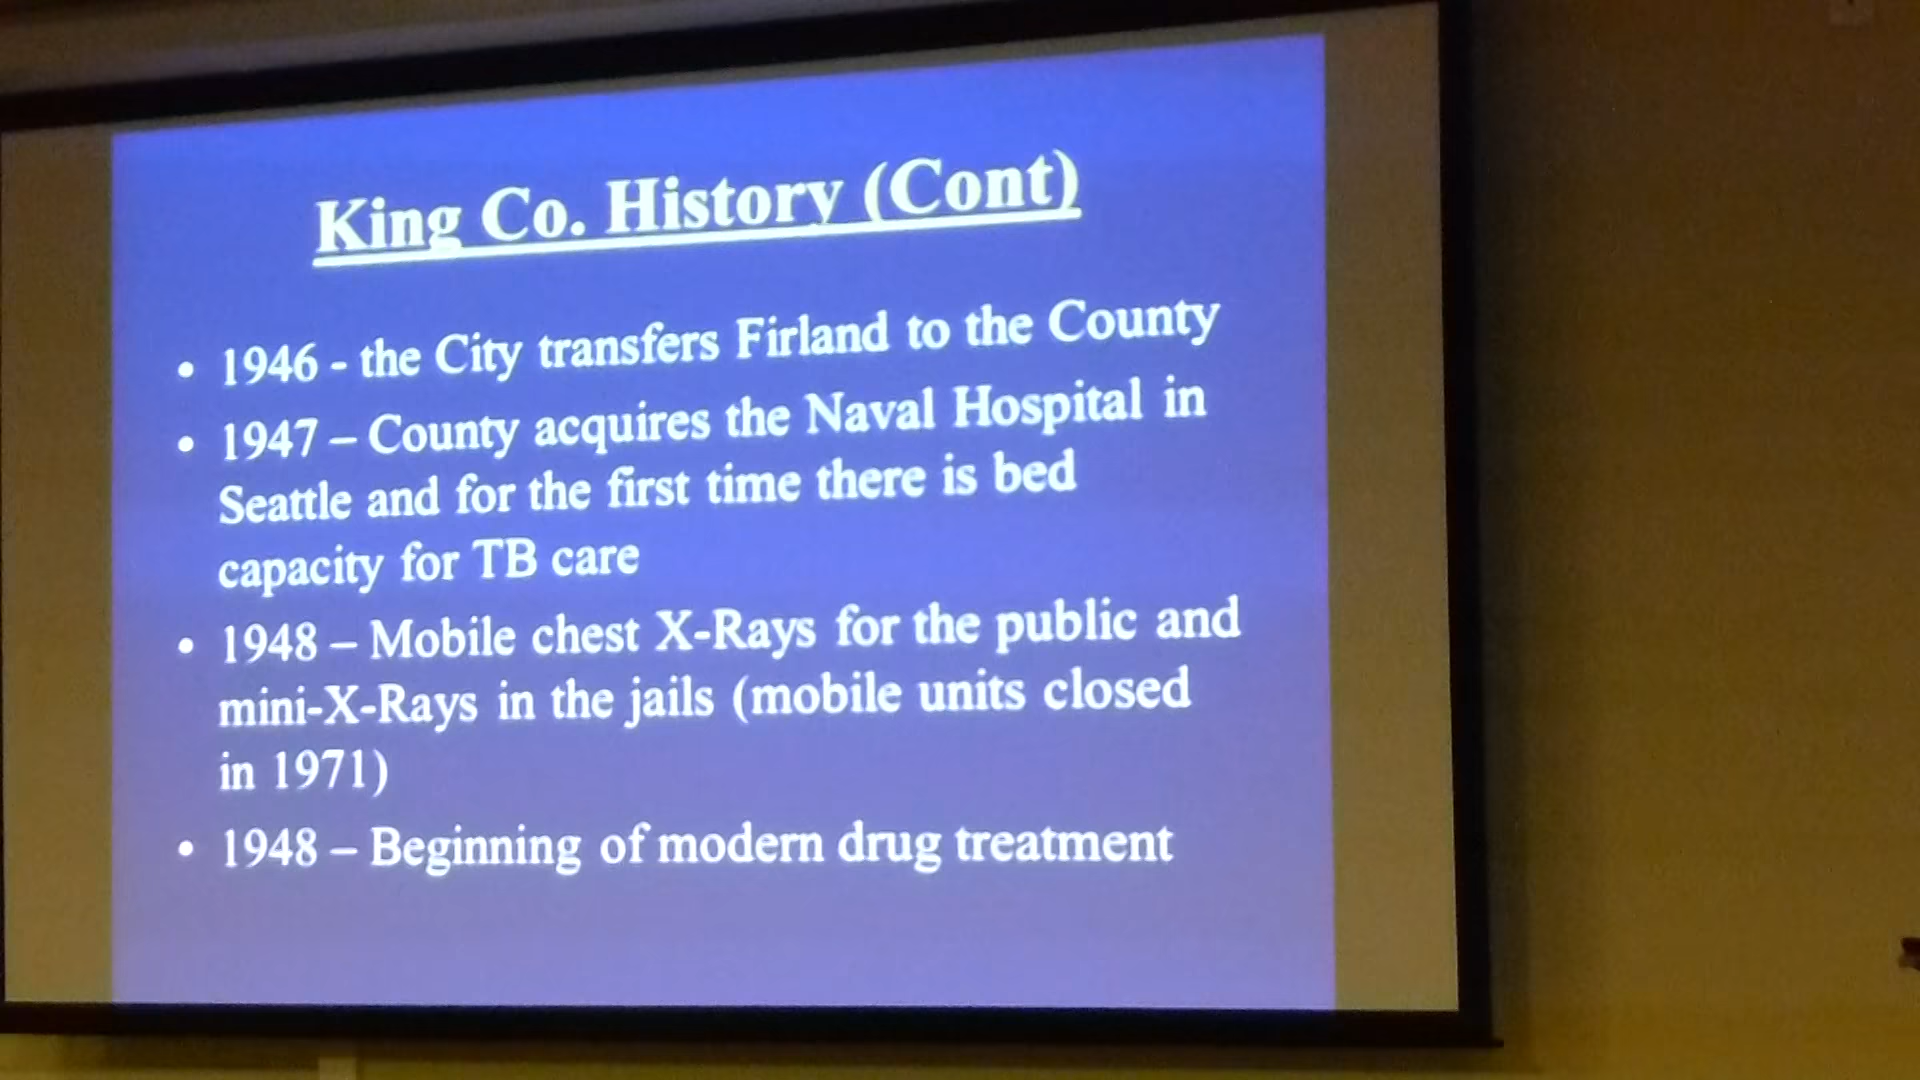 King Co. History (Cont)
• 1946 - the City transfers Firland to the County
• 1947 – County acquires the Naval Hospital in
Seattle and for the first time there is bed
capacity for TB care
• 1948 – Mobile chest X-Rays for the public and
mini-X-Rays in the jails (mobile units closed
in 1971)
• 1948 – Beginning of modern drug treatment